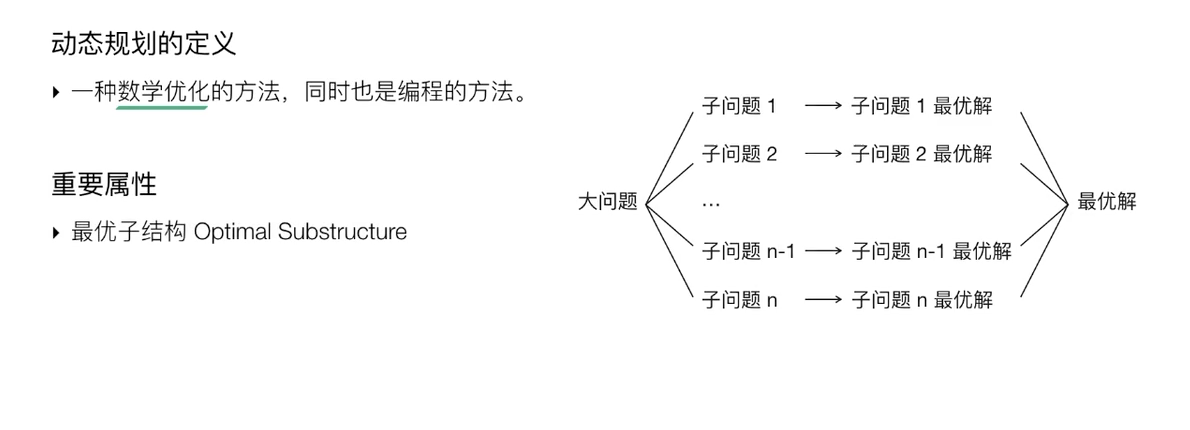 动态规划的定义
一种数学优化的方法，同时也是编程的方法。
重要属性
最优子结构 Optimal Substructure
子问题 1 子问题 1 最优解
子问题 2 子问题 2 最优解
大问题 … 最优解
子问题 n-1 子问题 n-1 最优解
子问题 n 子问题 n 最优解